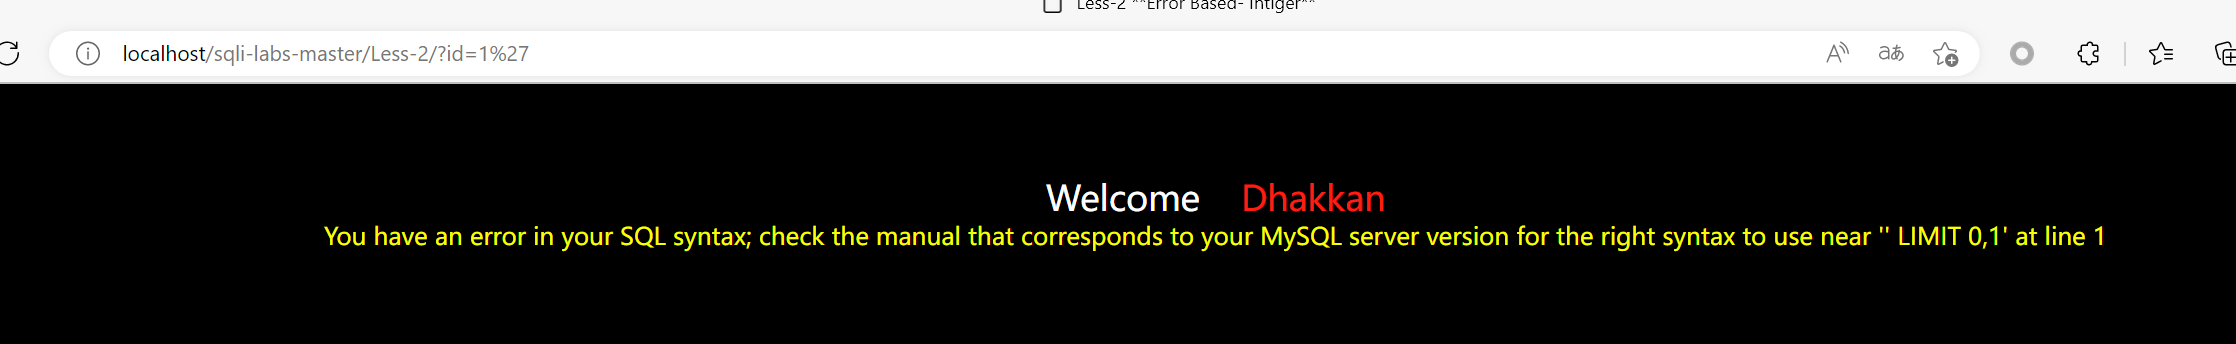 Less-2 **Error Based- Intiger**
localhost/sqli-labs-master/Less-2/?id=1%27
Welcome Dhakkan
You have an error in your SQL syntax; check the manual that corresponds to your MySQL server version for the right syntax to use near '' LIMIT 0,1' at line 1